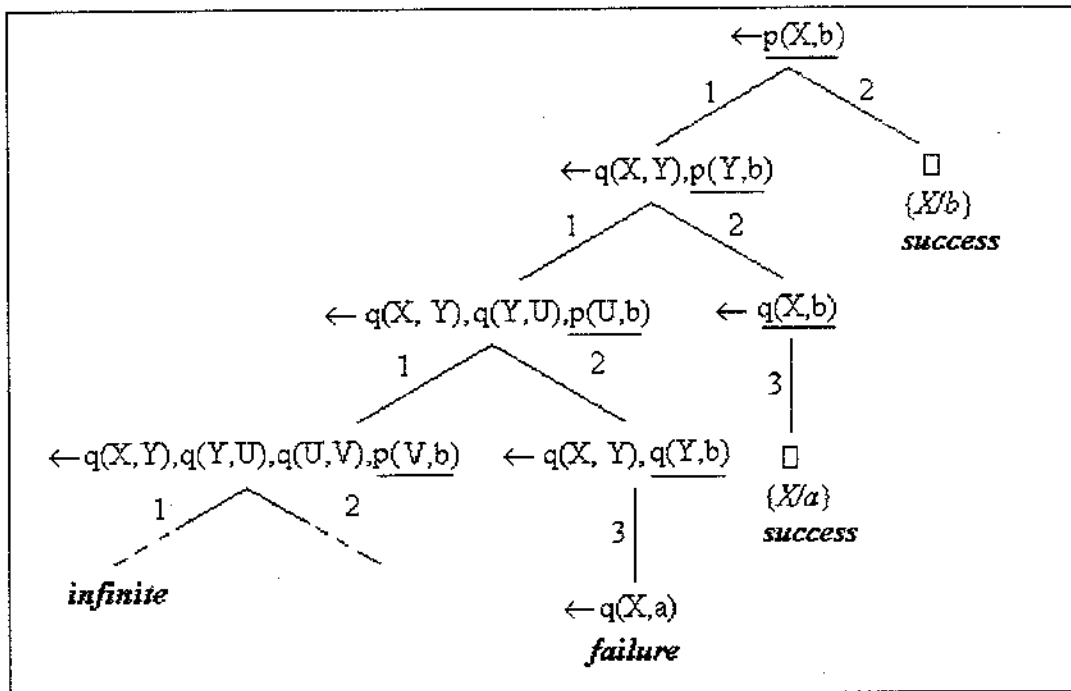 ←p(X,b)
1 2
←q(X,Y),p(Y,b) □
{X/b}
success
1 2
← q(X, Y),q(Y,U),p(U,b) ← q(X,b)
1 2 3
←q(X,Y),q(Y,U),q(U,V),p(V,b) ←q(X, Y), q(Y,b) □
{X/a}
success
1 2 3
infinite
←q(X,a)
failure